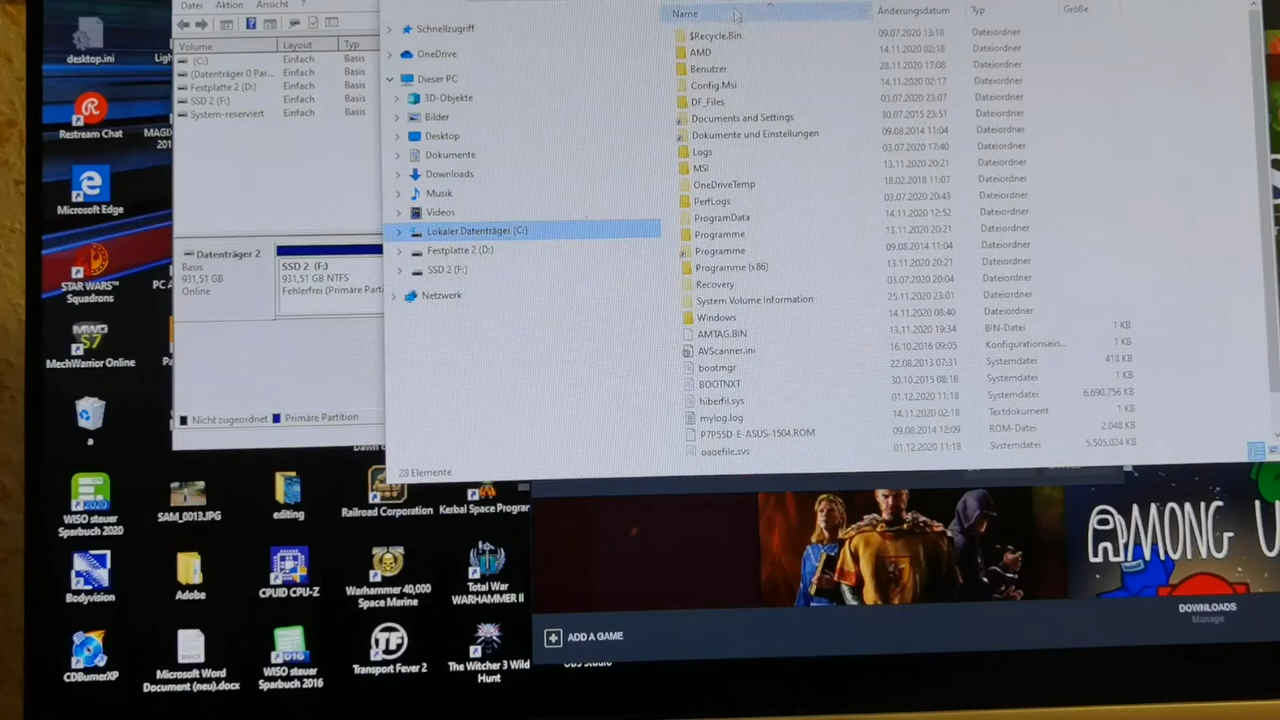 Datei Aktion Ansicht ?
Volume Layout Typ
(C:) Einfach Basis
(Datenträger 0 Par... Einfach Basis
Festplatte 2 (D:) Einfach Basis
SSD 2 (F:) Einfach Basis
System-reserviert Einfach Basis
Datenträger 2
Basis
931,51 GB
Online
SSD 2 (F:)
931,51 GB NTFS
Fehlerfrei (Primäre Parti
Nicht zugeordnet Primäre Partition
Schnellzugriff
OneDrive
Dieser PC
3D-Objekte
Bilder
Desktop
Dokumente
Downloads
Musik
Videos
Lokaler Datenträger (C:)
Festplatte 2 (D:)
SSD 2 (F:)
Netzwerk
28 Elemente
Name Änderungsdatum Typ Größe
$Recycle.Bin 09.07.2020 13:18 Dateiordner
AMD 14.11.2020 02:18 Dateiordner
Benutzer 28.11.2020 17:08 Dateiordner
Config.Msi 14.11.2020 02:17 Dateiordner
DF_Files 03.07.2020 23:07 Dateiordner
Documents and Settings 30.07.2015 23:51 Dateiordner
Dokumente und Einstellungen 09.08.2014 11:04 Dateiordner
Logs 03.07.2020 17:40 Dateiordner
MSI 13.11.2020 20:21 Dateiordner
OneDriveTemp 18.02.2018 11:07 Dateiordner
PerfLogs 03.07.2020 20:43 Dateiordner
ProgramData 14.11.2020 12:52 Dateiordner
Programme 13.11.2020 20:21 Dateiordner
Programme 09.08.2014 11:04 Dateiordner
Programme (x86) 13.11.2020 20:21 Dateiordner
Recovery 03.07.2020 20:04 Dateiordner
System Volume Information 25.11.2020 23:01 Dateiordner
Windows 14.11.2020 08:40 Dateiordner
AMTAG.BIN 13.11.2020 19:34 BIN-Datei 1 KB
AVScanner.ini 16.10.2016 09:05 Konfigurationsein... 1 KB
bootmgr 22.08.2013 07:31 Systemdatei 418 KB
BOOTNXT 30.10.2015 08:18 Systemdatei 1 KB
hiberfil.sys 01.12.2020 11:18 Systemdatei 6.690.756 KB
mylog.log 14.11.2020 02:18 Textdokument 1 KB
P7P55D-E-ASUS-1504.ROM 09.08.2014 12:09 ROM-Datei 2.048 KB
pagefile.sys 01.12.2020 11:18 Systemdatei 5.505.024 KB
desktop.ini
Restream Chat
Microsoft Edge
STAR WARS™
Squadrons
MWO
S7
MechWarrior Online
a
2020
WISO steuer
Sparbuch 2020
SAM_0013.JPG
editing
Railroad Corporation
Kerbal Space Program
Bodyvision
Adobe
CPUID CPU-Z
Warhammer 40,000
Space Marine
Total War
WARHAMMER II
CDBurnerXP
Microsoft Word
Document (neu).docx
2016
WISO steuer
Sparbuch 2016
TF
Transport Fever 2
The Witcher 3 Wild
Hunt
AMONG U
DOWNLOADS
Manage
ADD A GAME
OBS Studio